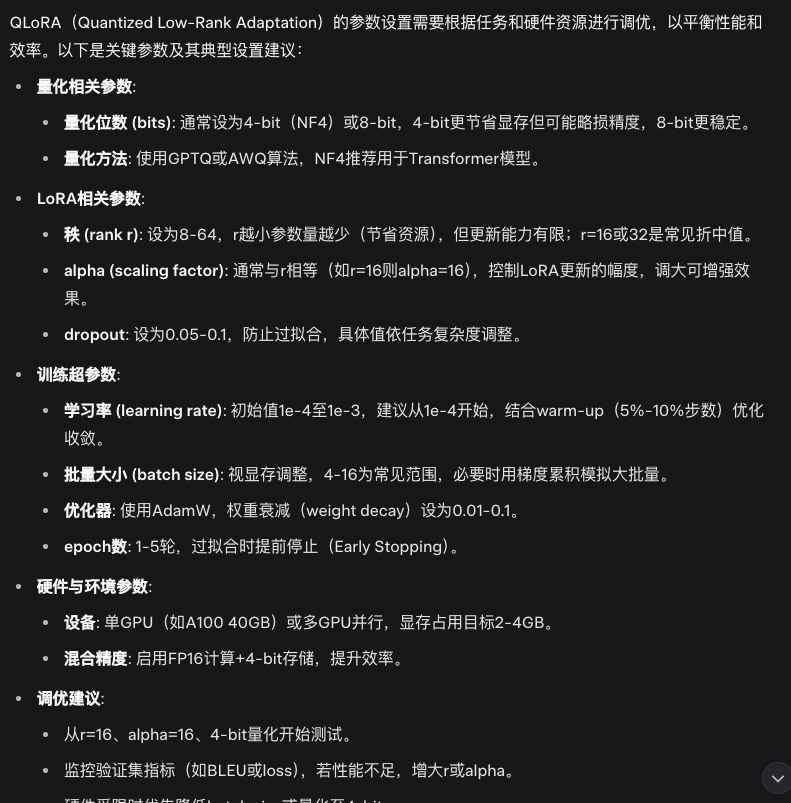 QLoRA（Quantized Low-Rank Adaptation）的参数设置需要根据任务和硬件资源进行调优，以平衡性能和
效率。以下是关键参数及其典型设置建议：
量化相关参数:
量化位数 (bits): 通常设为4-bit（NF4）或8-bit，4-bit更节省显存但可能略损精度，8-bit更稳定。
量化方法: 使用GPTQ或AWQ算法，NF4推荐用于Transformer模型。
LoRA相关参数:
秩 (rank r): 设为8-64，r越小参数量越少（节省资源），但更新能力有限；r=16或32是常见折中值。
alpha (scaling factor): 通常与r相等（如r=16则alpha=16），控制LoRA更新的幅度，调大可增强效
果。
dropout: 设为0.05-0.1，防止过拟合，具体值依任务复杂度调整。
训练超参数:
学习率 (learning rate): 初始值1e-4至1e-3，建议从1e-4开始，结合warm-up（5%-10%步数）优化
收敛。
批量大小 (batch size): 视显存调整，4-16为常见范围，必要时用梯度累积模拟大批量。
优化器: 使用AdamW，权重衰减（weight decay）设为0.01-0.1。
epoch数: 1-5轮，过拟合时提前停止（Early Stopping）。
硬件与环境参数:
设备: 单GPU（如A100 40GB）或多GPU并行，显存占用目标2-4GB。
混合精度: 启用FP16计算+4-bit存储，提升效率。
调优建议:
从r=16、alpha=16、4-bit量化开始测试。
监控验证集指标（如BLEU或loss），若性能不足，增大r或alpha。